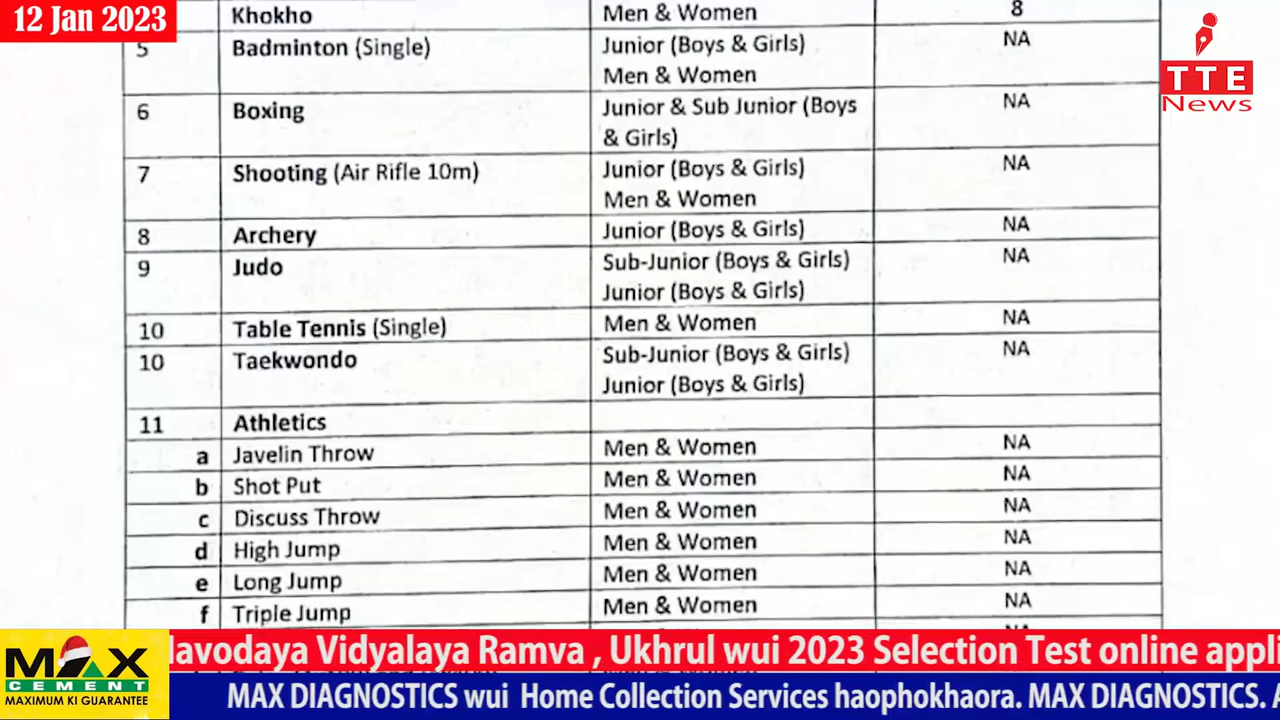 12 Jan 2023
Khokho Men & Women 8
5 Badminton (Single) Junior (Boys & Girls) NA
Men & Women
6 Boxing Junior & Sub Junior (Boys NA
& Girls)
7 Shooting (Air Rifle 10m) Junior (Boys & Girls) NA
Men & Women
8 Archery Junior (Boys & Girls) NA
9 Judo Sub-Junior (Boys & Girls) NA
Junior (Boys & Girls)
10 Table Tennis (Single) Men & Women NA
10 Taekwondo Sub-Junior (Boys & Girls) NA
Junior (Boys & Girls)
11 Athletics
a Javelin Throw Men & Women NA
b Shot Put Men & Women NA
c Discuss Throw Men & Women NA
d High Jump Men & Women NA
e Long Jump Men & Women NA
f Triple Jump Men & Women NA
TTE
News
MAX
CEMENT
MAXIMUM KI GUARANTEE
Vidyalaya Ramva , Ukhrul wui 2023 Selection Test online
MAX DIAGNOSTICS wui Home Collection Services haophokhaora. MAX DIAGNOSTICS.